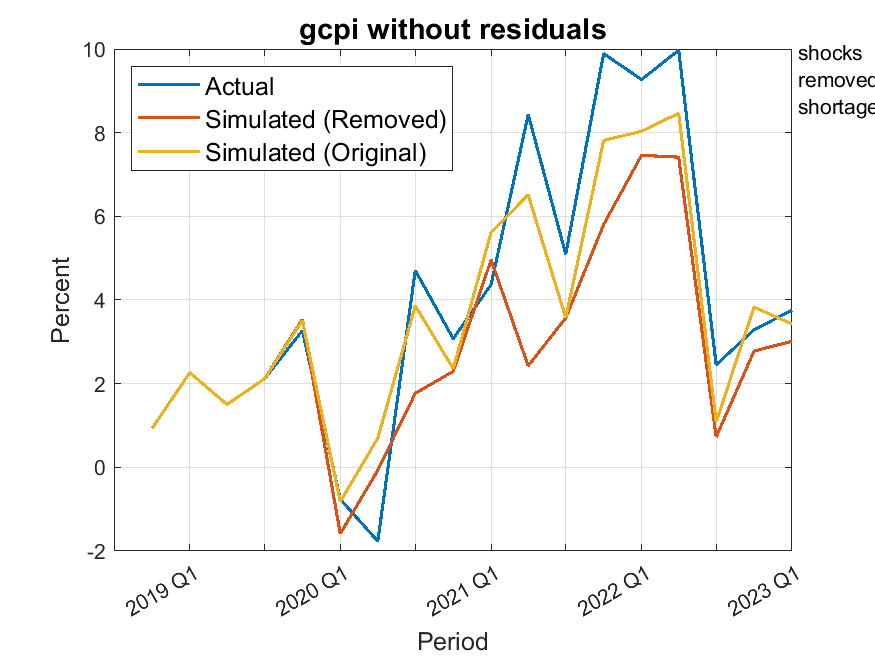 gcpi without residuals
shocks
removed
shortage
Actual
Simulated (Removed)
Simulated (Original)
10
8
6
4
2
0
-2
Percent
2019 Q1
2020 Q1
2021 Q1
2022 Q1
2023 Q1
Period